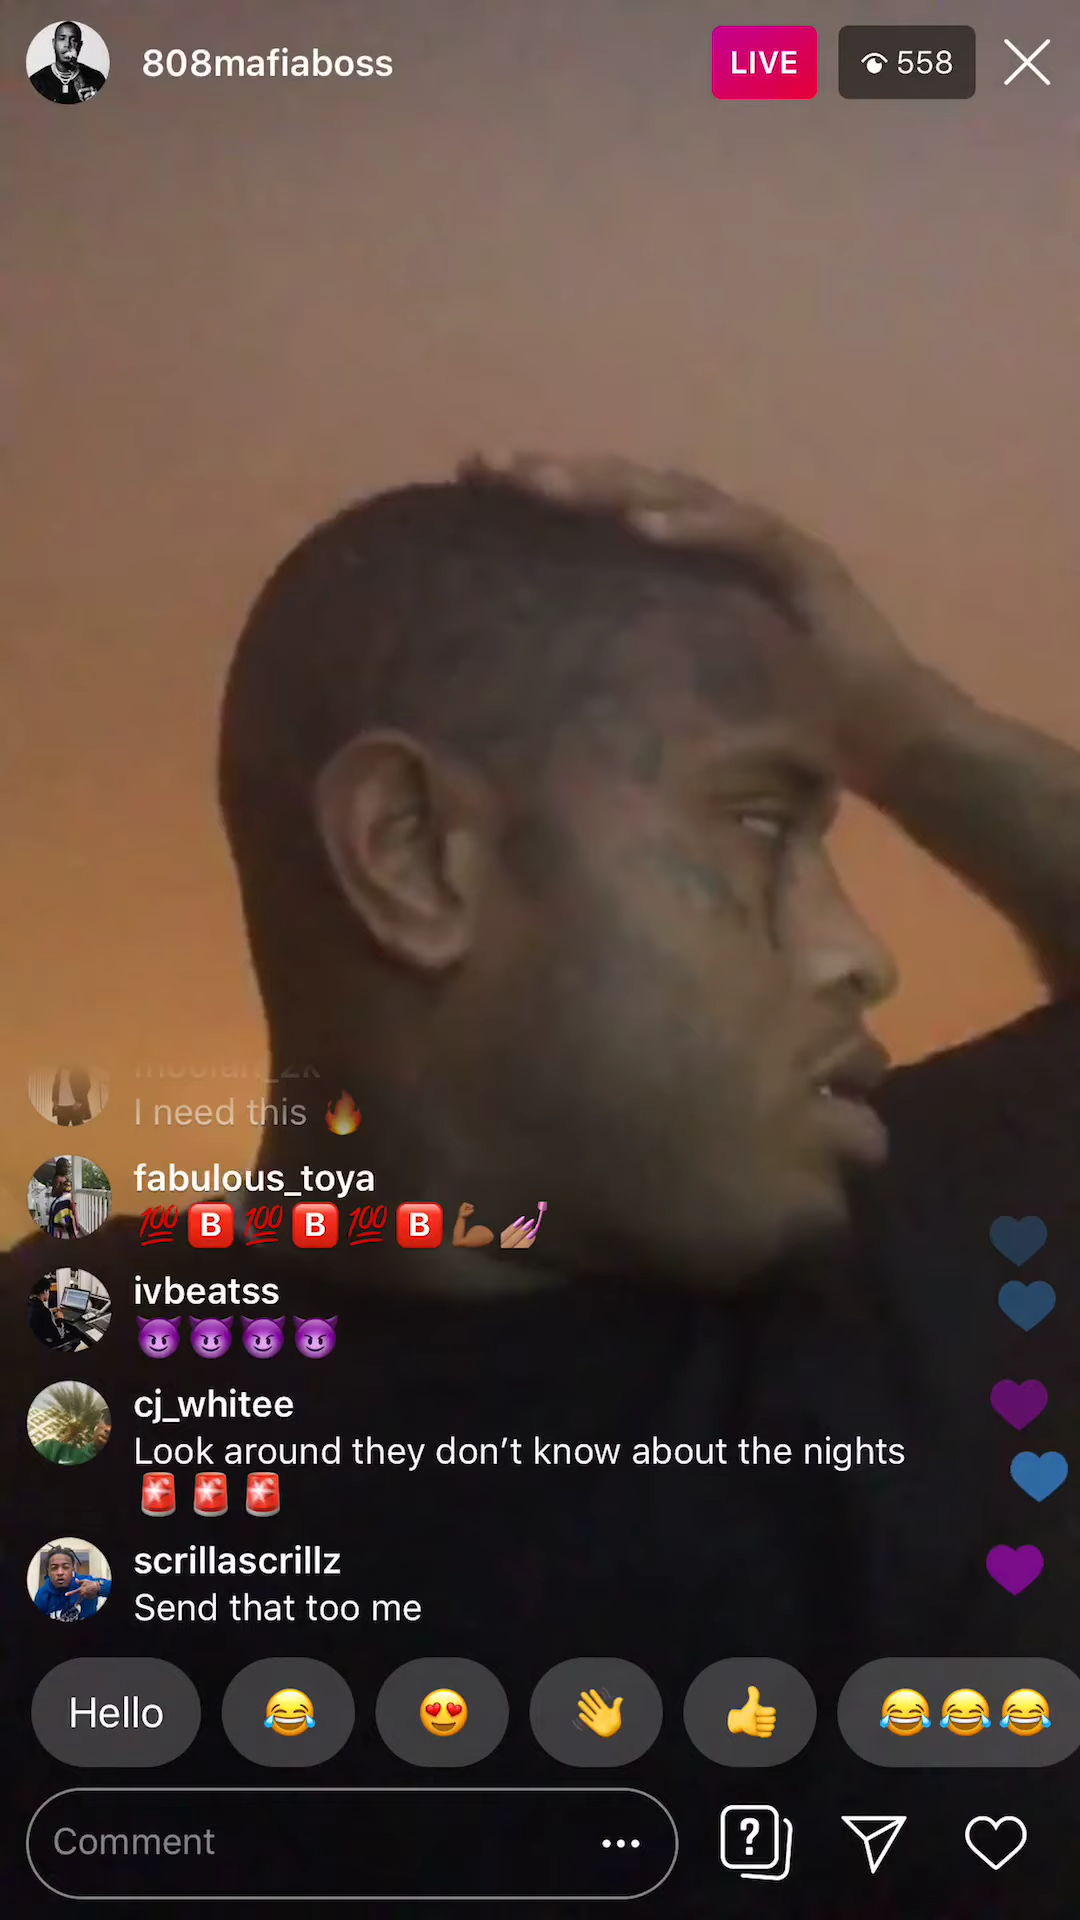 808mafiaboss
LIVE
558
I need this 🔥
fabulous_toya
💯🅱️💯🅱️💯🅱️💪🏾💅🏽
ivbeatss
😈😈😈😈
cj_whitee
Look around they don’t know about the nights
🚨🚨🚨
scrillascrillz
Send that too me
Hello 😂 😍 👋 👍 😂😂😂
Comment